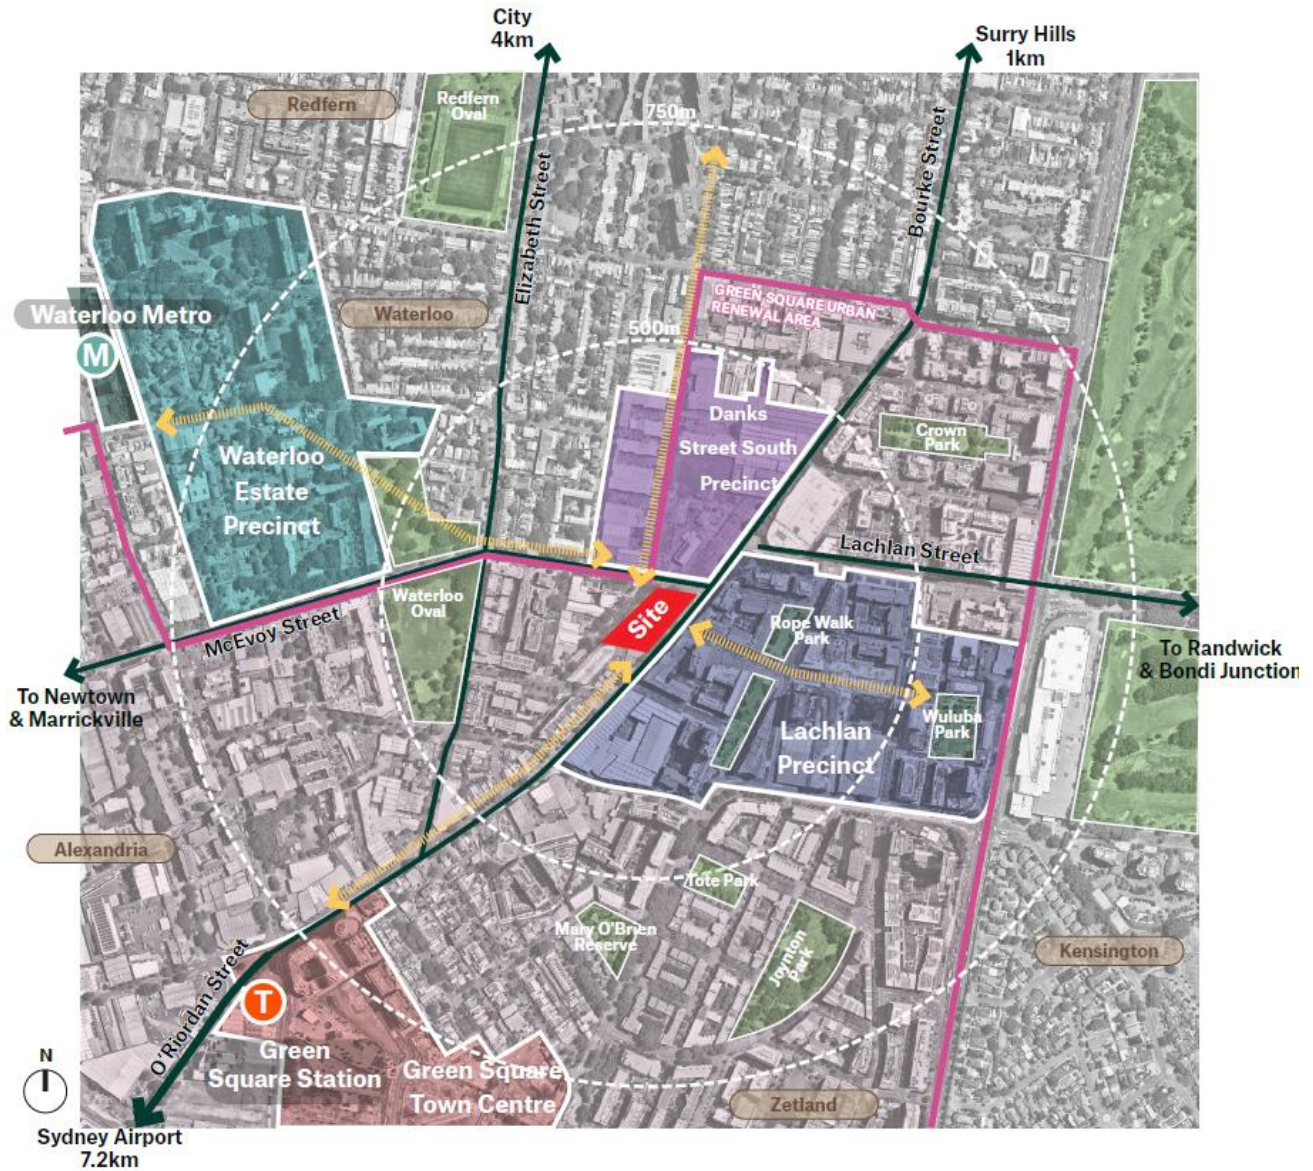 City
4km
Surry Hills
1km
Redfern
Redfern
Oval
750m
Elizabeth Street
Bourke Street
Waterloo Metro
M
Waterloo
GREEN SQUARE URBAN
RENEWAL AREA
500m
Danks
Street South
Precinct
Crown
Park
Waterloo
Estate
Precinct
Lachlan Street
Waterloo
Oval
McEvoy Street
Site
Rope Walk
Park
To Newtown
& Marrickville
To Randwick
& Bondi Junction
Wuluba
Park
Lachlan
Precinct
Alexandria
Tote Park
Mary O'Brien
Reserve
Joynton
Park
Kensington
O'Riordan Street
T
Green
Square Station
Green Square
Town Centre
N
Zetland
Sydney Airport
7.2km